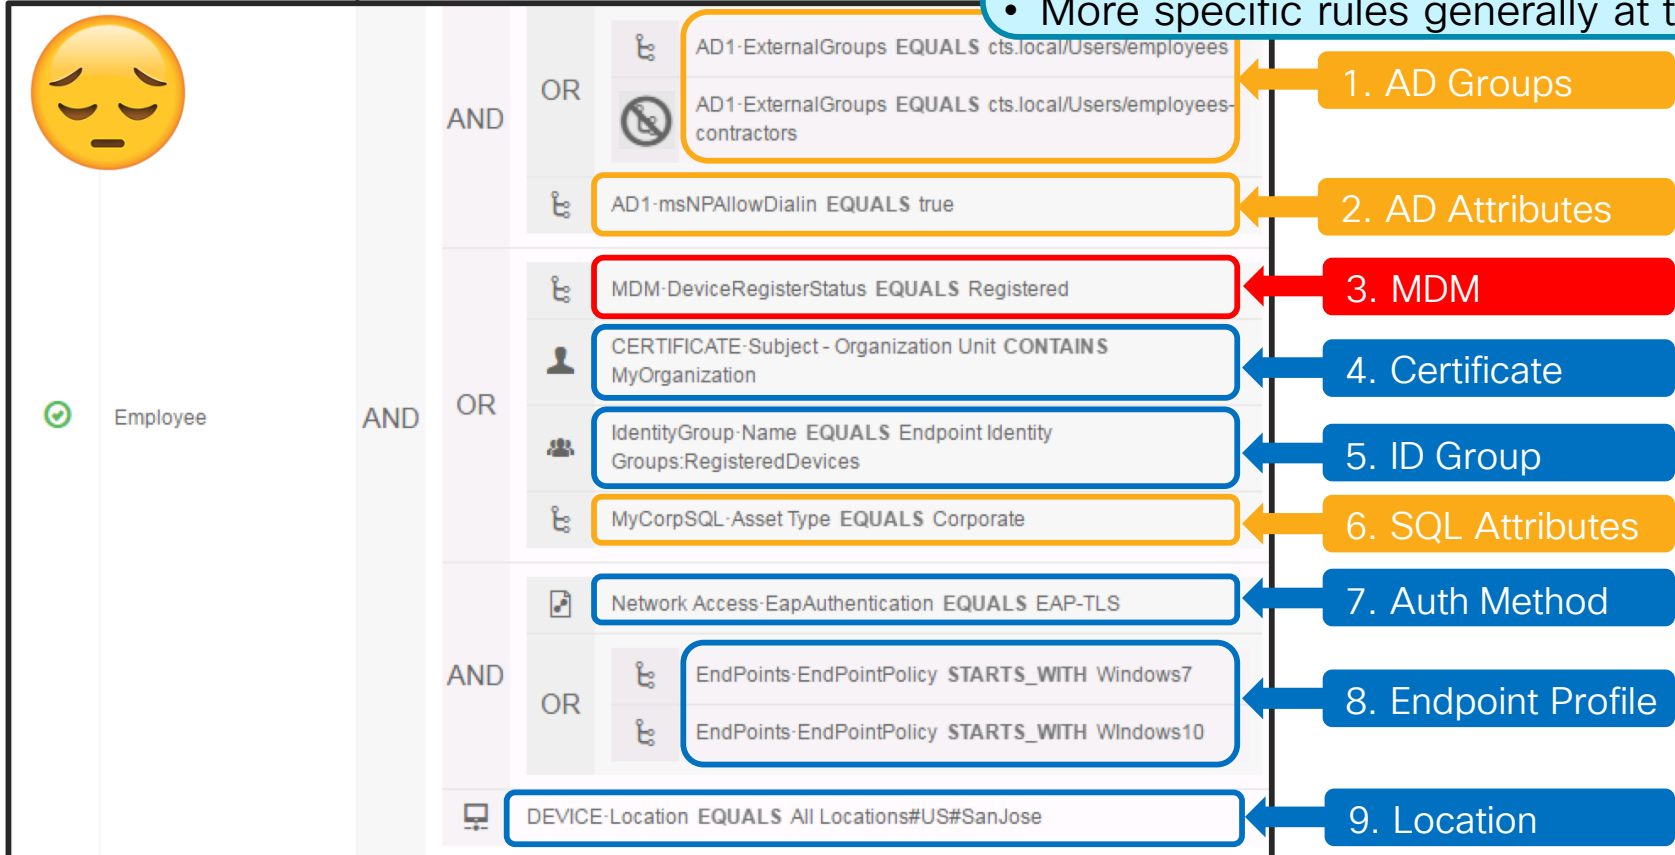 • More specific rules generally at t
AD1·ExternalGroups EQUALS cts.local/Users/employees
1. AD Groups
OR
AND
AD1·ExternalGroups EQUALS cts.local/Users/employees-
contractors
AD1·msNPAllowDialin EQUALS true
2. AD Attributes
MDM·DeviceRegisterStatus EQUALS Registered
3. MDM
CERTIFICATE·Subject - Organization Unit CONTAINS
MyOrganization
4. Certificate
Employee
AND
OR
IdentityGroup·Name EQUALS Endpoint Identity
Groups:RegisteredDevices
5. ID Group
MyCorpSQL·Asset Type EQUALS Corporate
6. SQL Attributes
Network Access·EapAuthentication EQUALS EAP-TLS
7. Auth Method
AND
OR
EndPoints·EndPointPolicy STARTS_WITH Windows7
EndPoints·EndPointPolicy STARTS_WITH WIndows10
8. Endpoint Profile
DEVICE·Location EQUALS All Locations#US#SanJose
9. Location